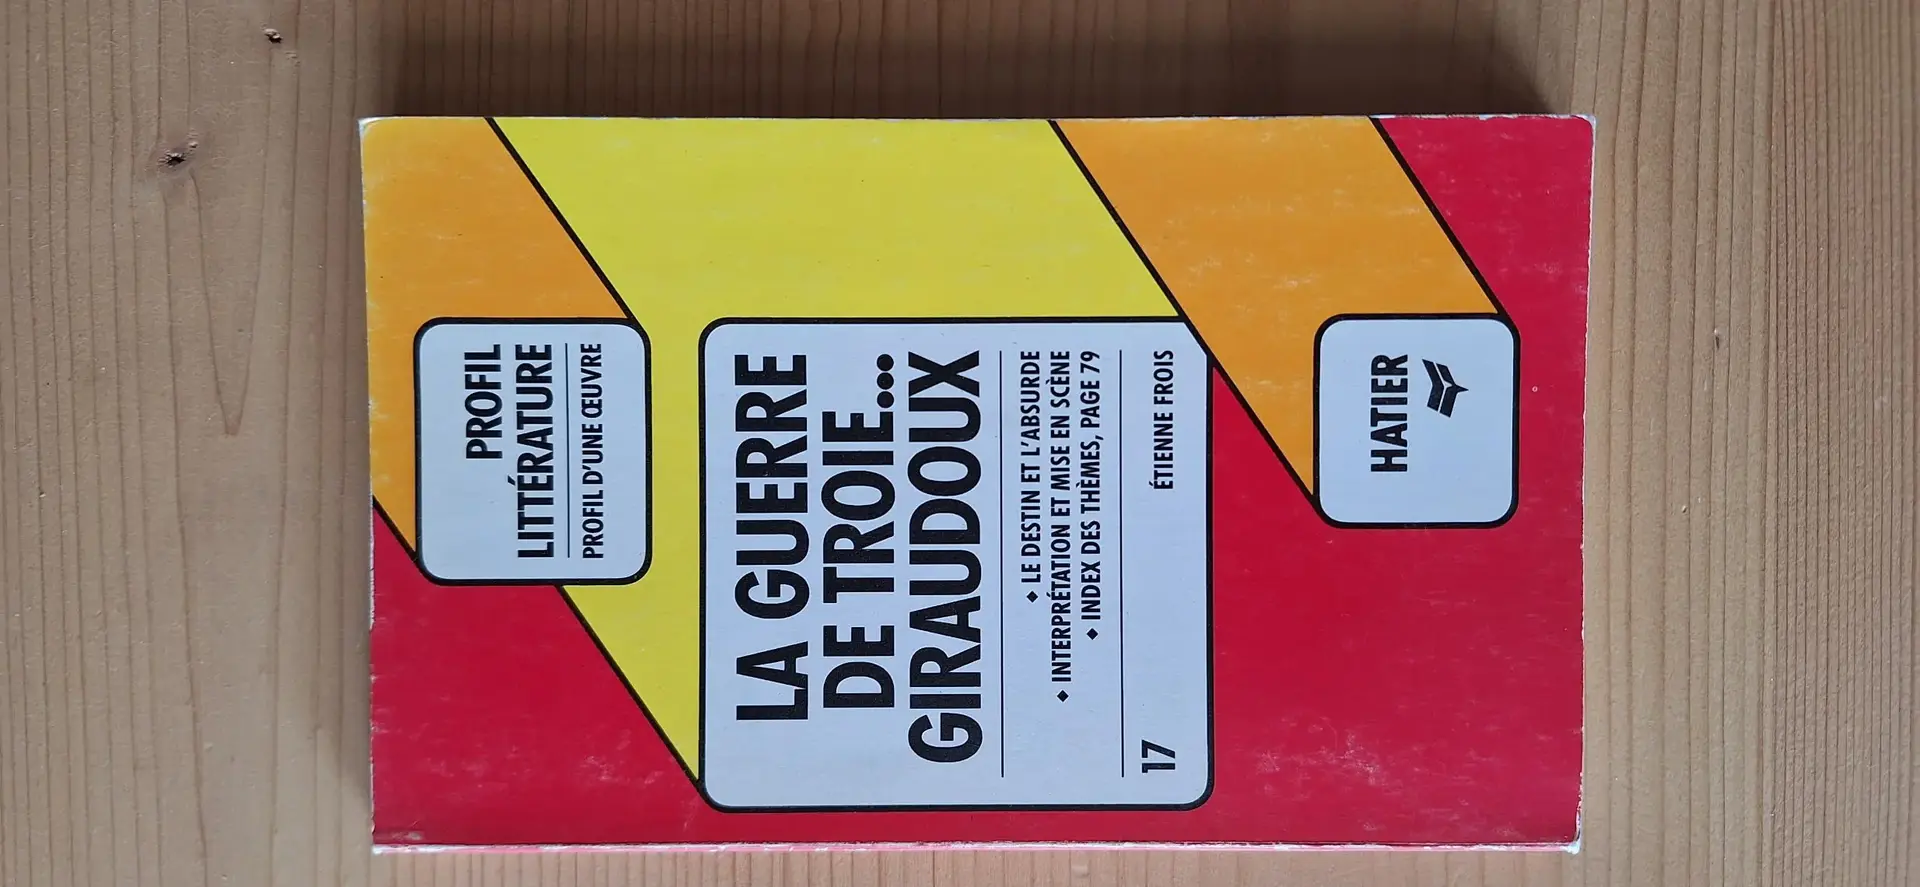 PROFIL
LITTÉRATURE
PROFIL D'UNE ŒUVRE
LA GUERRE
DE TROIE...
GIRAUDOUX
◆ LE DESTIN ET L'ABSURDE
◆ INTERPRÉTATION ET MISE EN SCÈNE
◆ INDEX DES THÈMES, PAGE 79
17 ÉTIENNE FROIS
HATIER